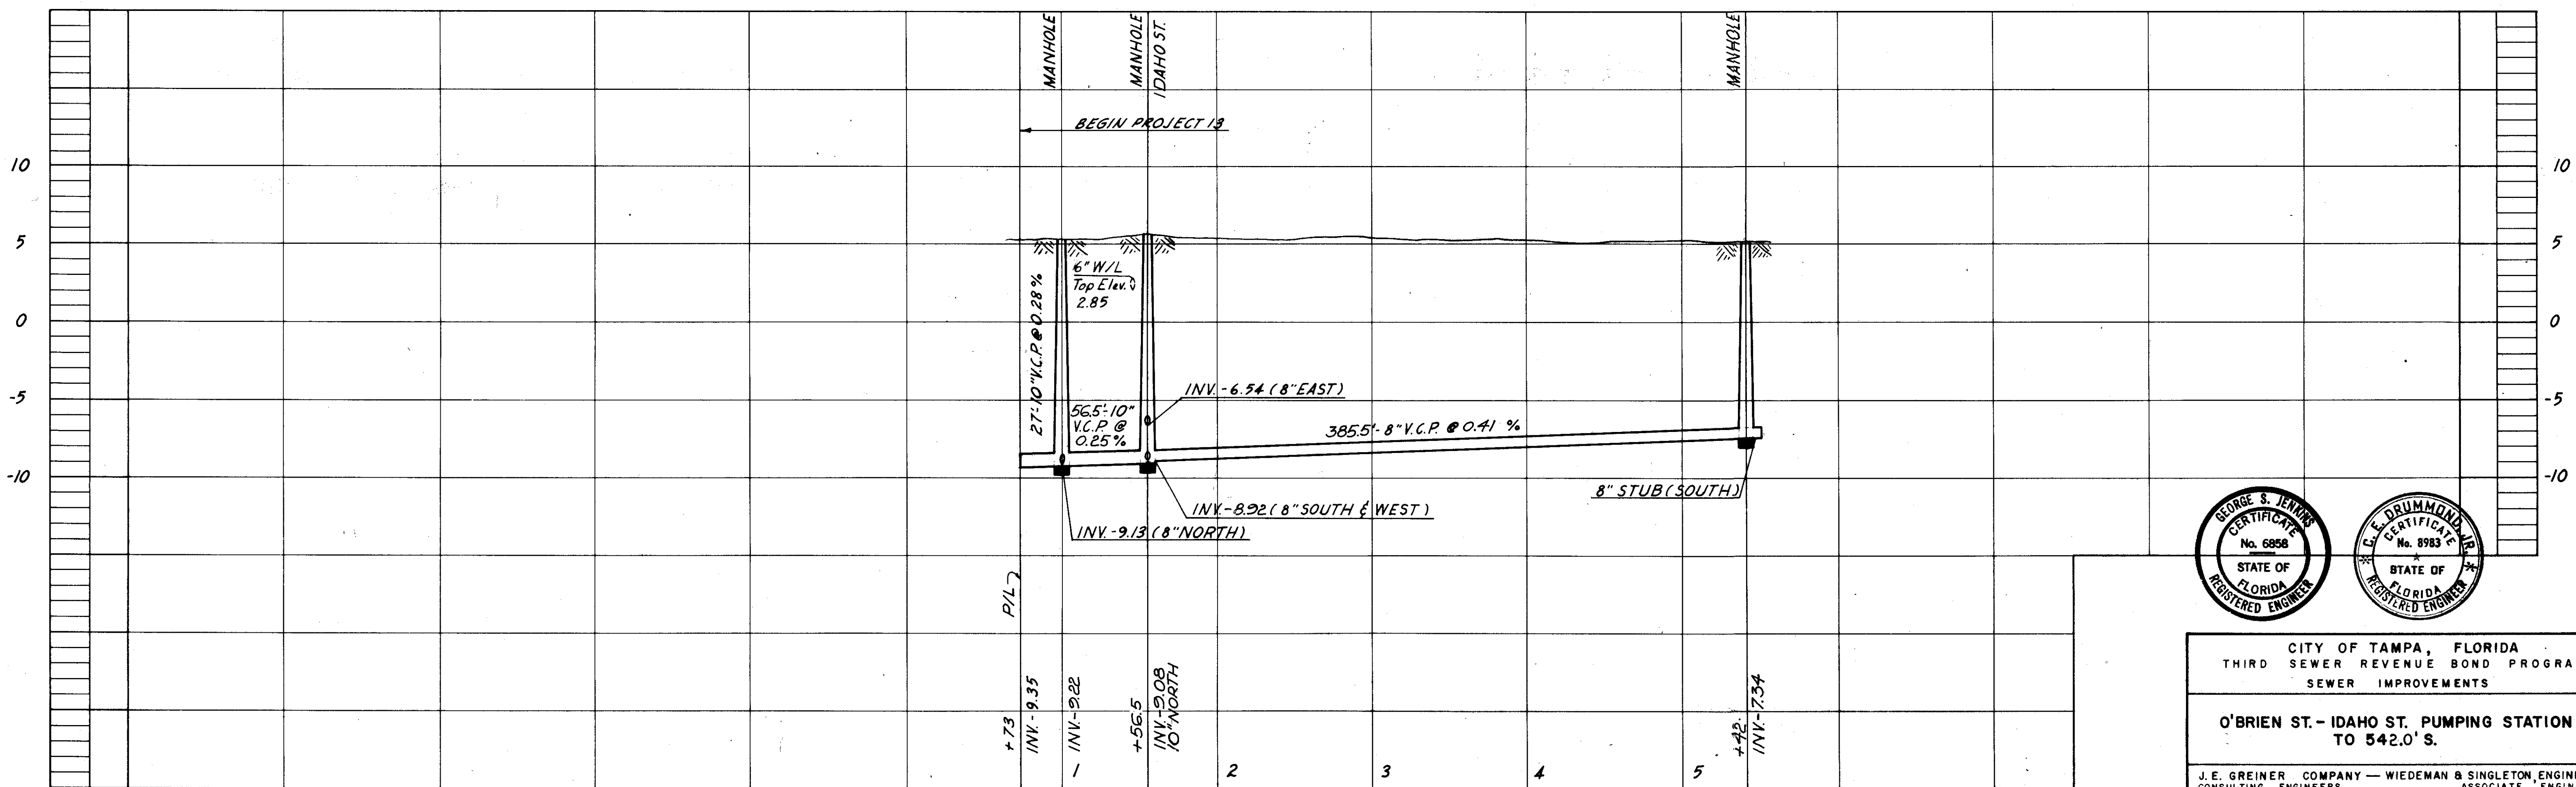 MANHOLE
MANHOLE
IDAHO ST.
MANHOLE
BEGIN PROJECT 13
10
10
5
5
0
0
-5
-5
-10
-10
27'-10" V.C.P. @ 0.28%
6" W/L
Top Elev.
2.85
56.5'-10"
V.C.P. @
0.25%
INV. -6.54 (8" EAST)
385.5'- 8" V.C.P. @ 0.41 %
8" STUB (SOUTH)
INV. -8.92 (8" SOUTH & WEST)
INV. -9.13 (8" NORTH)
P/L
+73
INV. - 9.35
INV. -9.22
+56.5
INV. -9.08
10" NORTH
+42.
INV. -7.34
1
2
3
4
5
GEORGE S. JENKINS
CERTIFICATE
No. 6858
STATE OF
FLORIDA
REGISTERED ENGINEER
C. E. DRUMMOND, JR.
CERTIFICATE
No. 8983
STATE OF
FLORIDA
REGISTERED ENGINEER
CITY OF TAMPA, FLORIDA
THIRD SEWER REVENUE BOND PROGRA
SEWER IMPROVEMENTS
O'BRIEN ST. - IDAHO ST. PUMPING STATION
TO 542.0' S.
J. E. GREINER COMPANY — WIEDEMAN & SINGLETON, ENGIN
CONSULTING ENGINEERS ASSOCIATE ENGIN